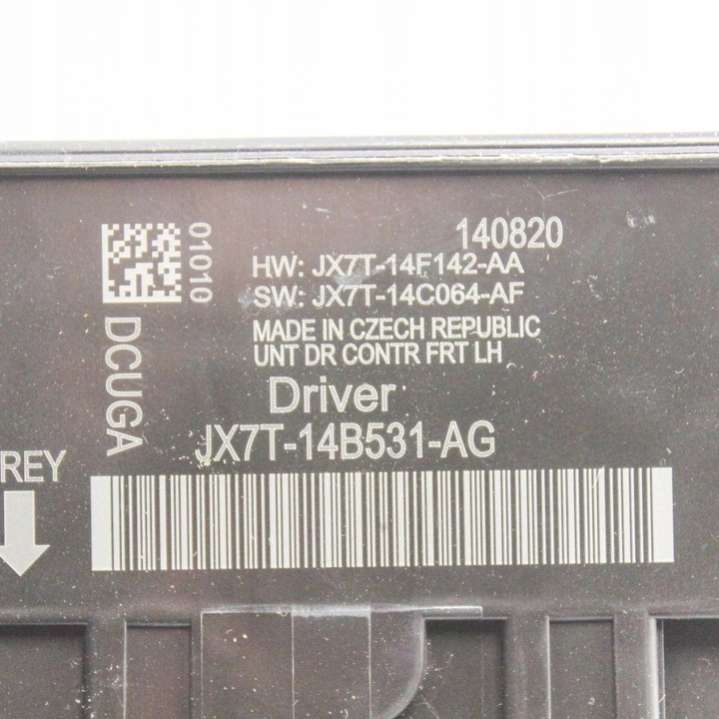 140820
01010
HW: JX7T-14F142-AA
SW: JX7T-14C064-AF
MADE IN CZECH REPUBLIC
UNT DR CONTR FRT LH
DCUGA
Driver
JX7T-14B531-AG
REY